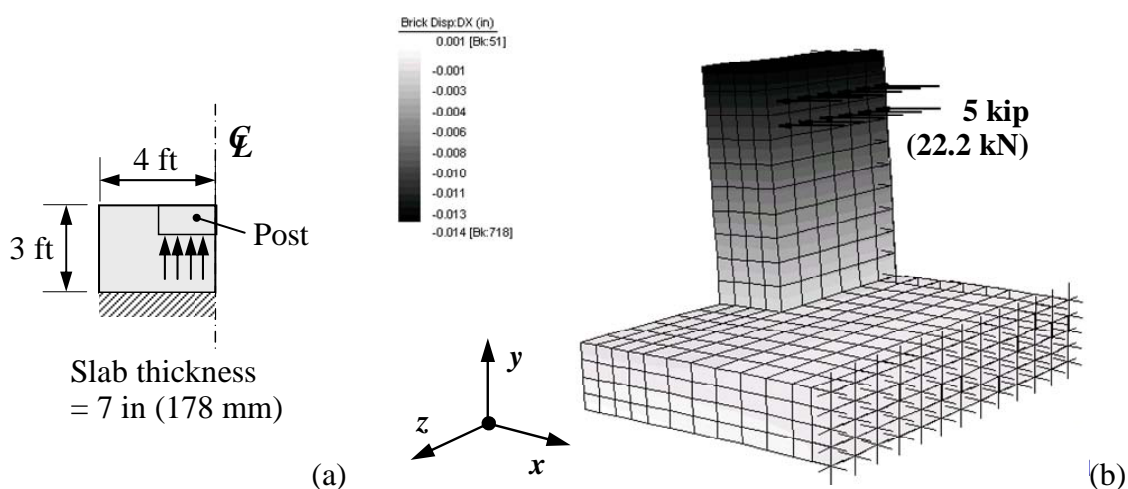 Brick Disp:DX (in)
0.001 [Bk:51]
-0.001
-0.003
-0.004
-0.006
-0.008
-0.010
-0.011
-0.013
-0.014 [Bk:718]
℄
4 ft
3 ft
Post
Slab thickness
= 7 in (178 mm)
(a)
5 kip
(22.2 kN)
y
z
x
(b)